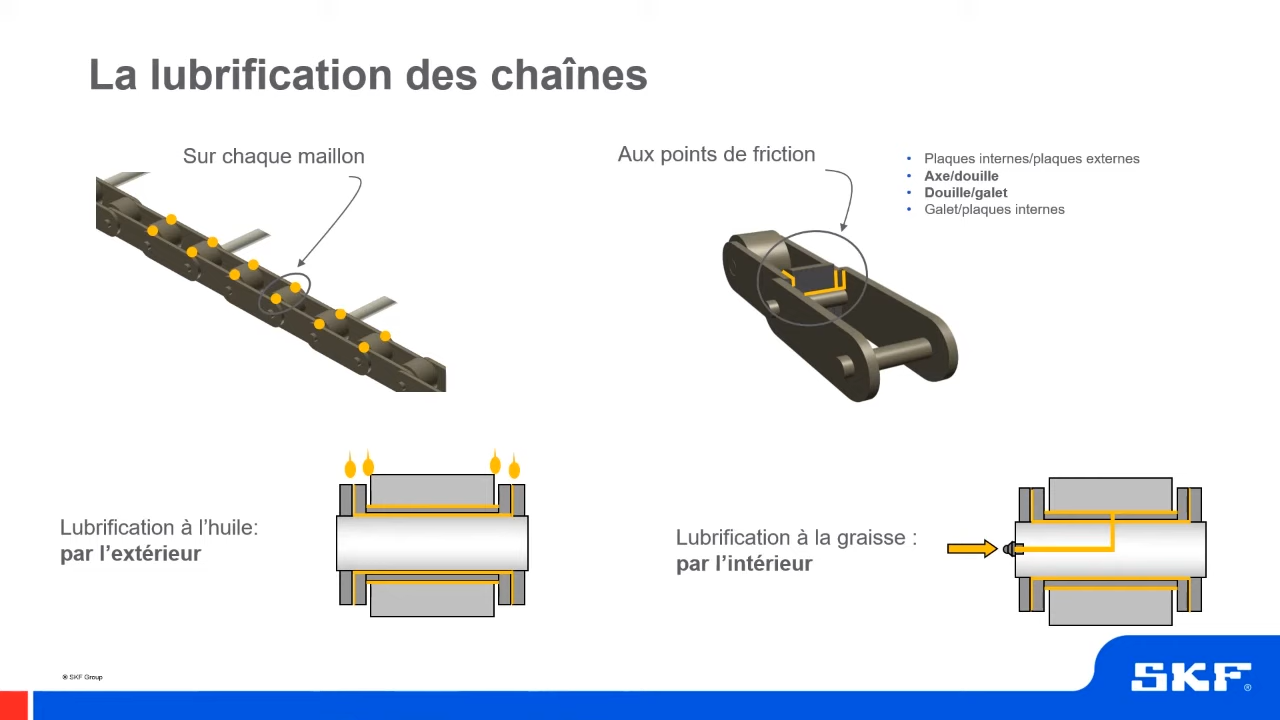 La lubrification des chaînes
Sur chaque maillon
Aux points de friction
• Plaques internes/plaques externes
• Axe/douille
• Douille/galet
• Galet/plaques internes
Lubrification à l’huile:
par l’extérieur
Lubrification à la graisse :
par l’intérieur
® SKF Group
SKF®